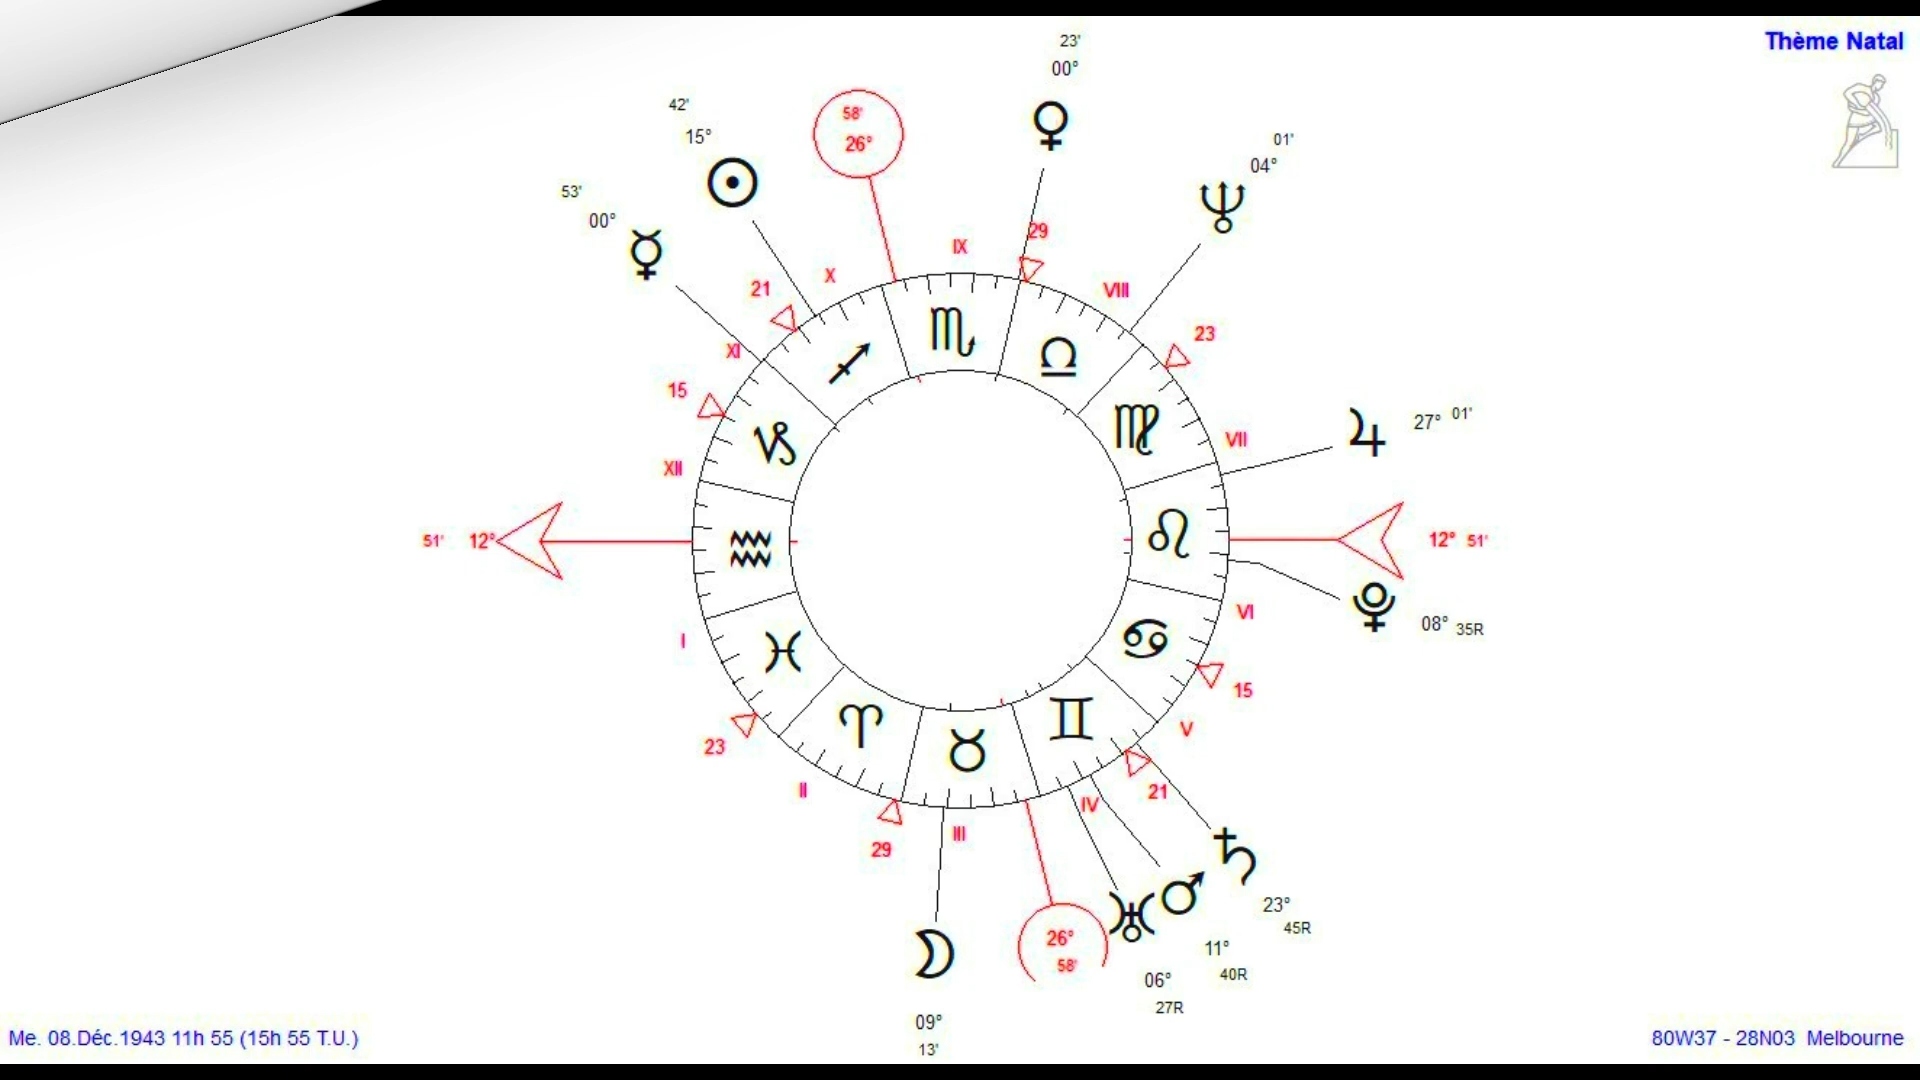 Thème Natal
23'
00°
42'
15°
58'
26°
01'
04°
53'
00°
29
IX
X
21
VIII
23
XI
15
27° 01'
VII
XII
51' 12°
12° 51'
VI
08° 35R
I
15
23
V
II
21
IV
III
29
23°
45R
26°
58'
11°
40R
06°
27R
09°
13'
Me. 08.Déc.1943 11h 55 (15h 55 T.U.)
80W37 - 28N03 Melbourne